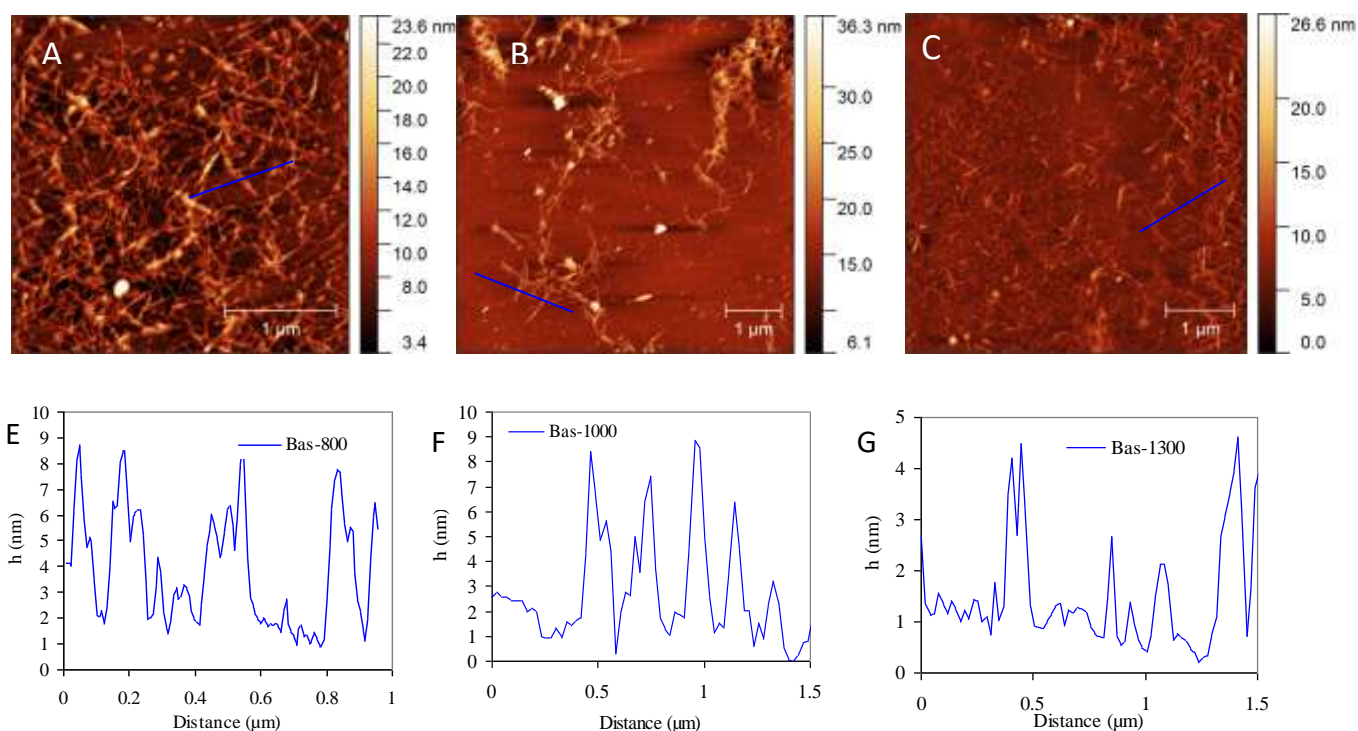 A
23.6 nm
22.0
20.0
18.0
16.0
14.0
12.0
10.0
8.0
3.4
1 µm
B
36.3 nm
30.0
25.0
20.0
15.0
6.1
1 µm
C
26.6 nm
20.0
15.0
10.0
5.0
0.0
1 µm
E
10
9
8
7
6
5
4
3
2
1
0
h (nm)
Bas-800
0 0.2 0.4 0.6 0.8 1
Distance (µm)
F
10
9
8
7
6
5
4
3
2
1
0
h (nm)
Bas-1000
0 0.5 1 1.5
Distance (µm)
G
5
4
3
2
1
0
h (nm)
Bas-1300
0 0.5 1 1.5
Distance (µm)